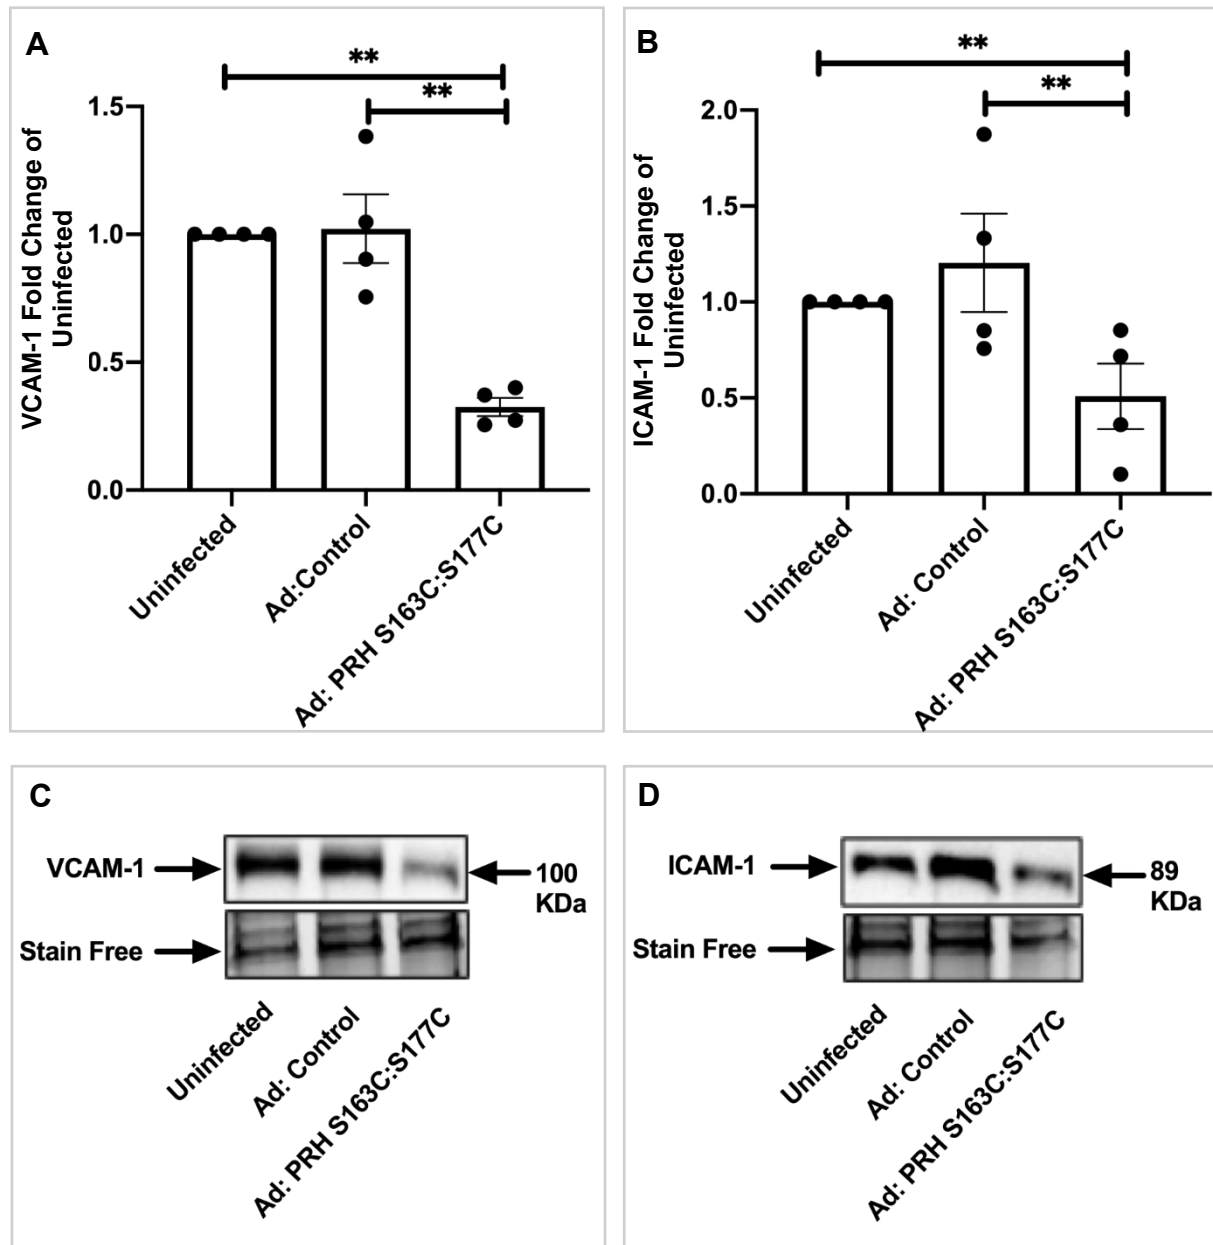 A
**
**
1.5
1.0
0.5
0.0
VCAM-1 Fold Change of
Uninfected
Uninfected
Ad:Control
Ad: PRH S163C:S177C
B
**
**
2.0
1.5
1.0
0.5
0.0
ICAM-1 Fold Change of
Uninfected
Uninfected
Ad: Control
Ad: PRH S163C:S177C
C
VCAM-1
100
KDa
Stain Free
Uninfected
Ad: Control
Ad: PRH S163C:S177C
D
ICAM-1
89
KDa
Stain Free
Uninfected
Ad: Control
Ad: PRH S163C:S177C